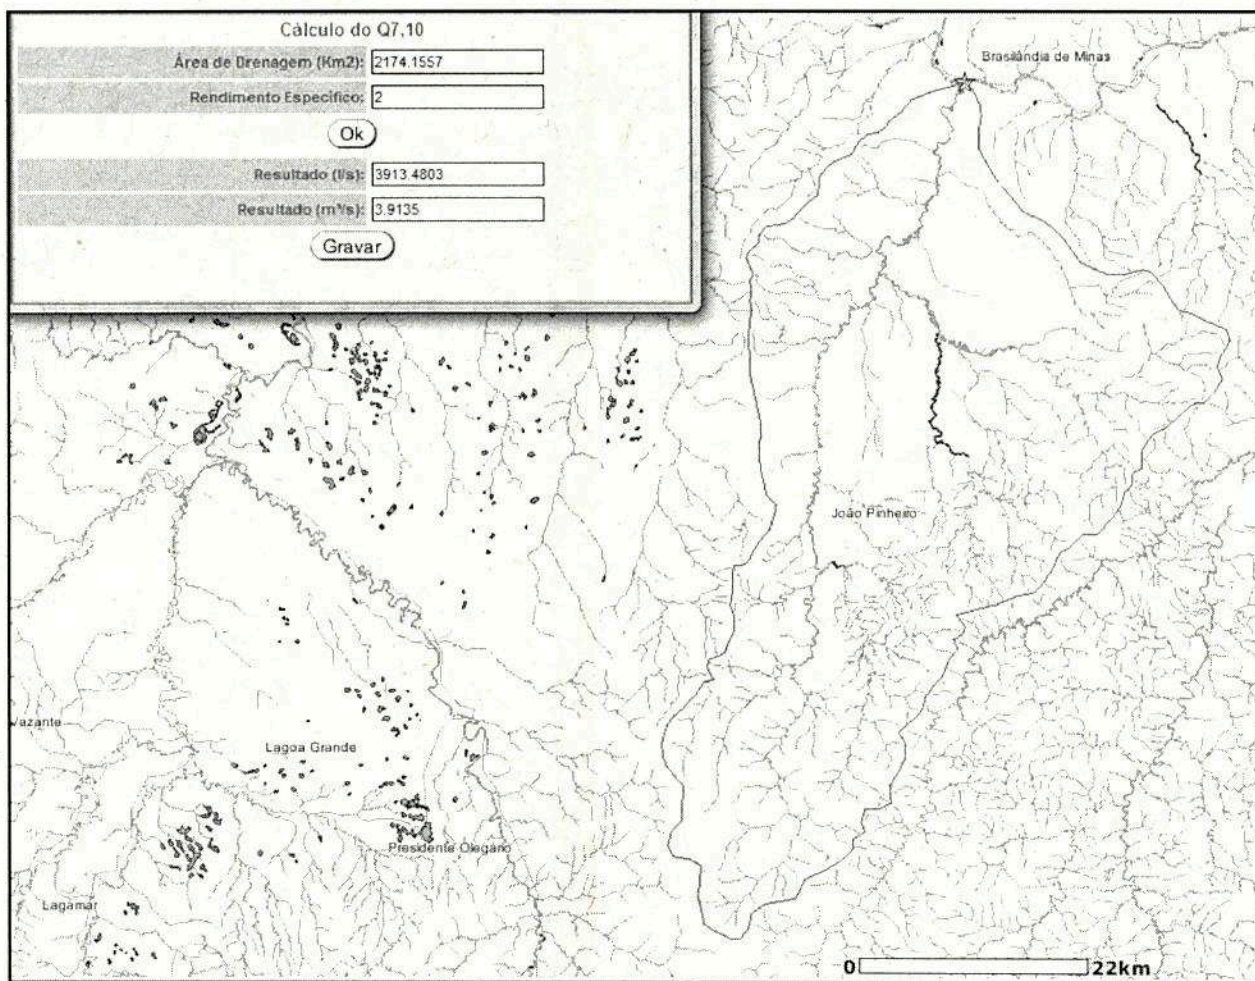 Cálculo do Q7,10
Área de Drenagem (Km2): 2174.1557
Rendimento Específico: 2
Ok
Resultado (l/s): 3913.4803
Resultado (m³/s): 3.9135
Gravar
Brasilândia de Minas
João Pinheiro
Vazante
Lagoa Grande
Presidente Olegário
Lagamar
0 22km